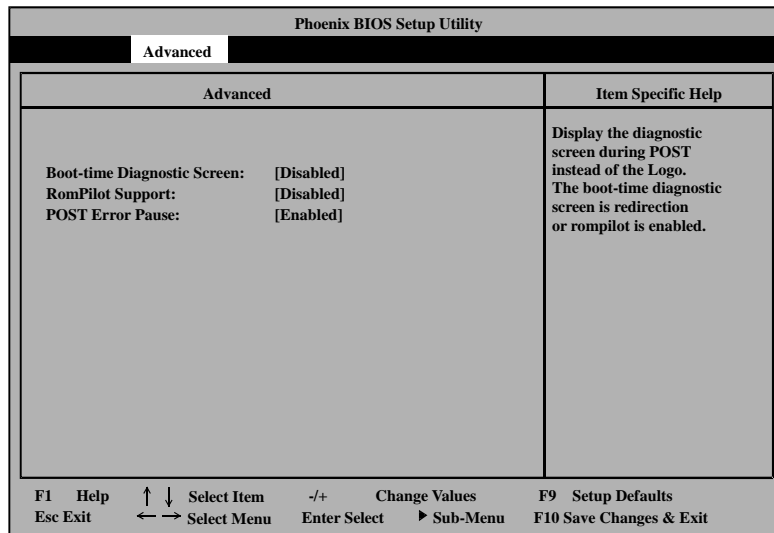 Phoenix BIOS Setup Utility
Advanced
Advanced
Item Specific Help
Boot-time Diagnostic Screen: [Disabled]
RomPilot Support: [Disabled]
POST Error Pause: [Enabled]
Display the diagnostic
screen during POST
instead of the Logo.
The boot-time diagnostic
screen is redirection
or rompilot is enabled.
F1 Help ↑ ↓ Select Item -/+ Change Values F9 Setup Defaults
Esc Exit ← → Select Menu Enter Select ▶ Sub-Menu F10 Save Changes & Exit